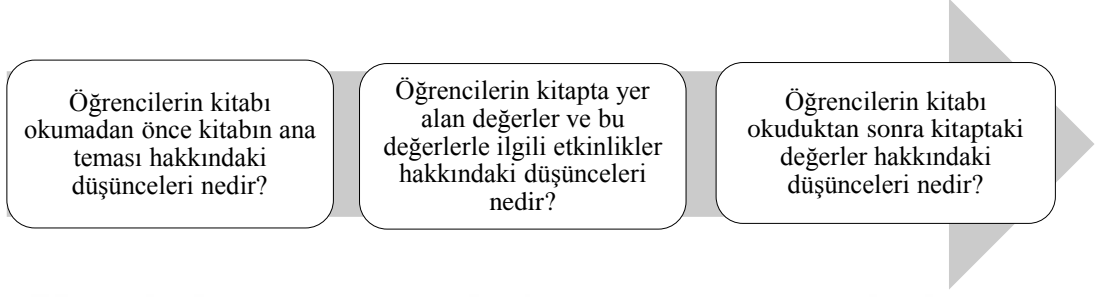 Öğrencilerin kitabı
okumadan önce kitabın ana
teması hakkındaki
düşünceleri nedir?
Öğrencilerin kitapta yer
alan değerler ve bu
değerlerle ilgili etkinlikler
hakkındaki düşünceleri
nedir?
Öğrencilerin kitabı
okuduktan sonra kitaptaki
değerler hakkındaki
düşünceleri nedir?